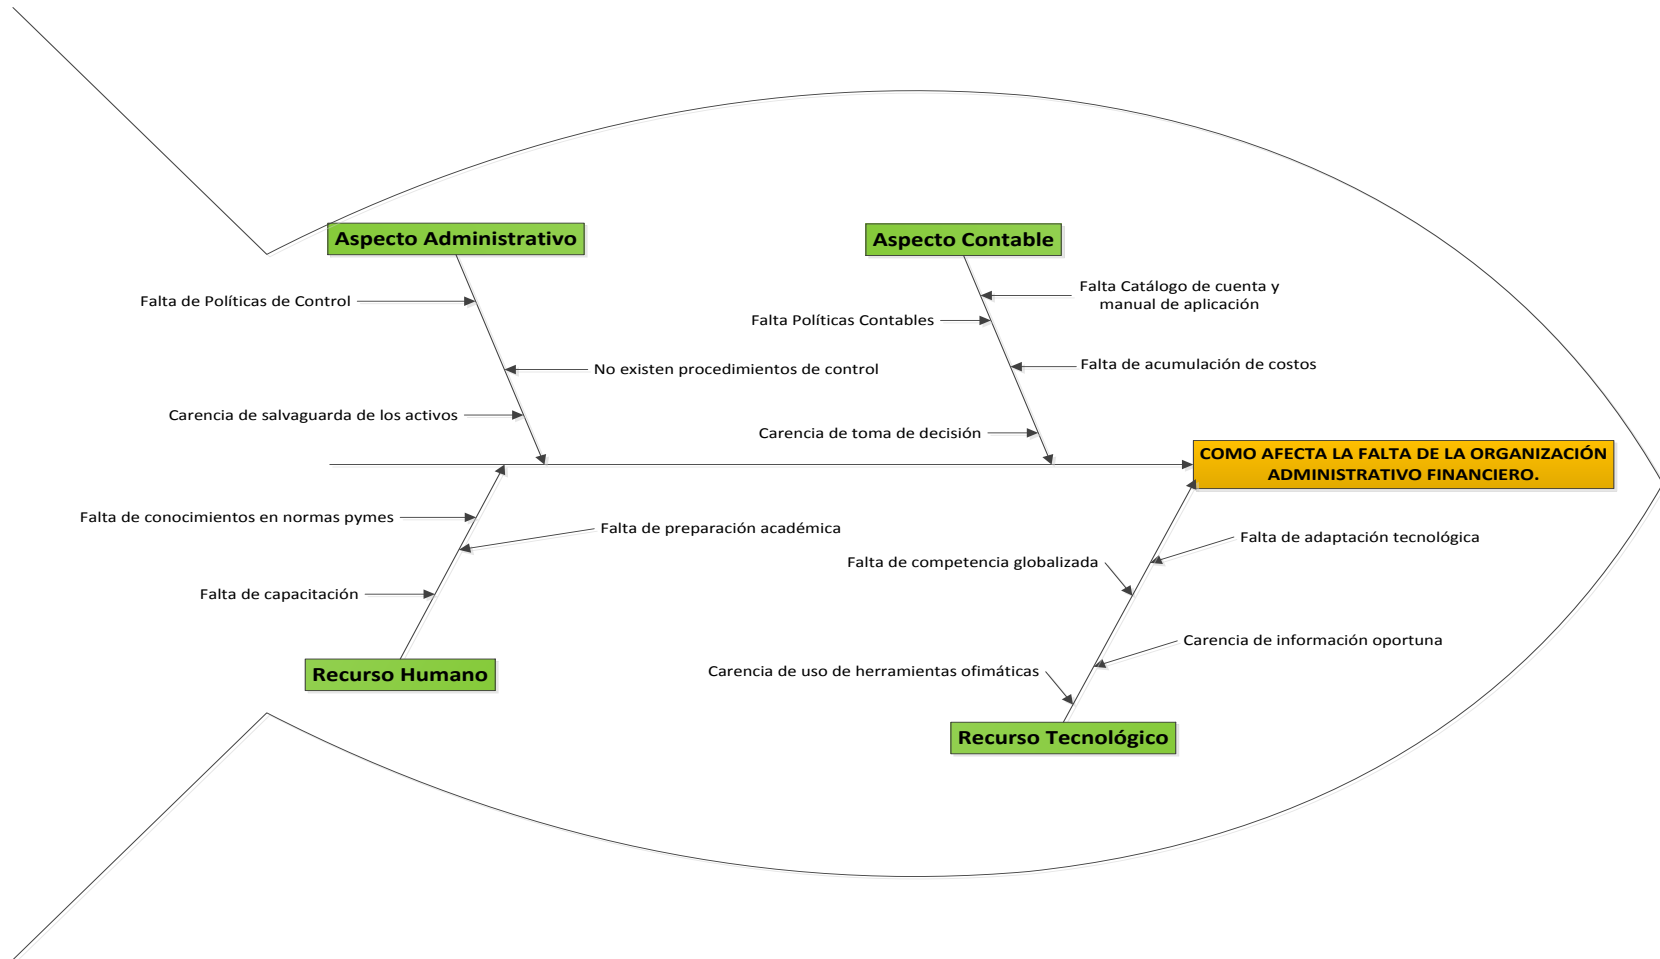 Aspecto Administrativo
Falta de Políticas de Control
No existen procedimientos de control
Carencia de salvaguarda de los activos
Aspecto Contable
Falta Catálogo de cuenta y
manual de aplicación
Falta Políticas Contables
Falta de acumulación de costos
Carencia de toma de decisión
COMO AFECTA LA FALTA DE LA ORGANIZACIÓN
ADMINISTRATIVO FINANCIERO.
Falta de conocimientos en normas pymes
Falta de preparación académica
Falta de capacitación
Recurso Humano
Falta de adaptación tecnológica
Falta de competencia globalizada
Carencia de información oportuna
Carencia de uso de herramientas ofimáticas
Recurso Tecnológico